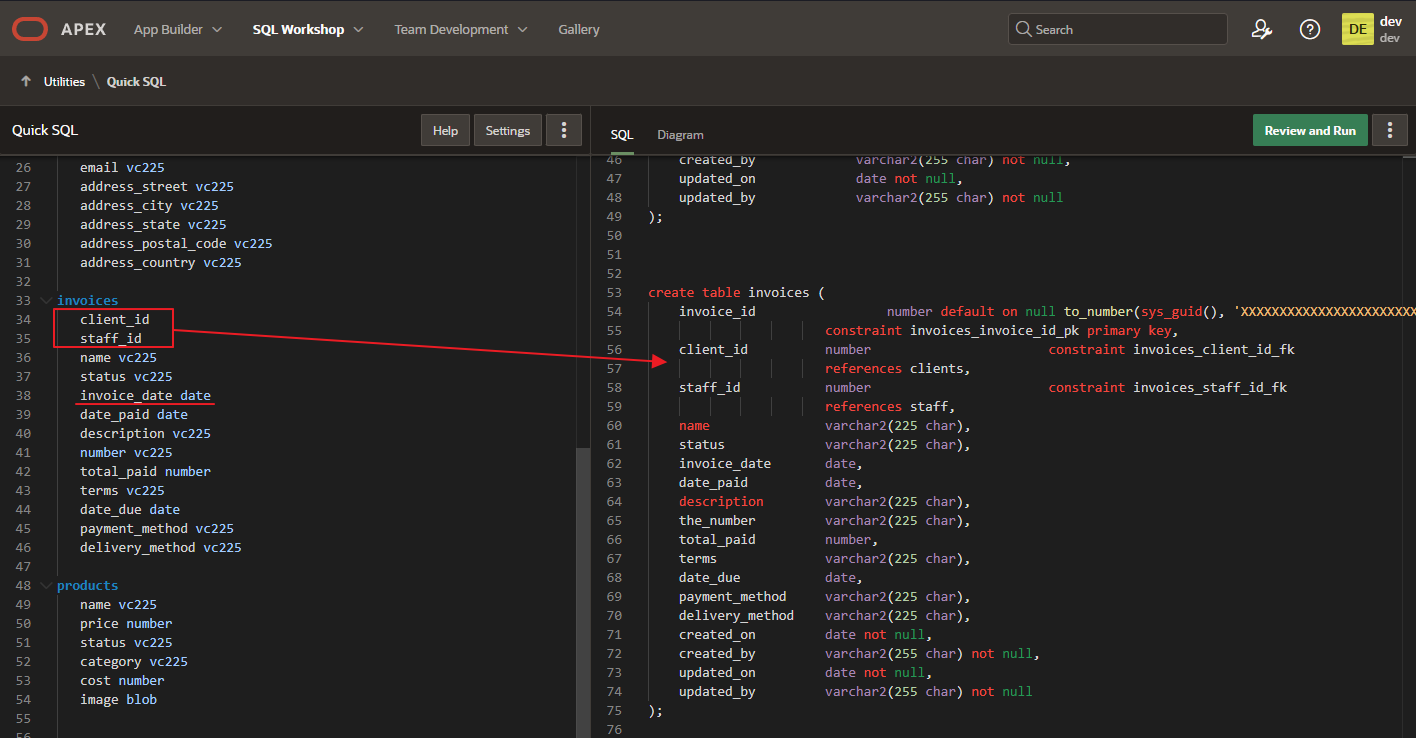 APEX App Builder SQL Workshop Team Development Gallery Search DE dev
dev
Utilities \ Quick SQL
Quick SQL Help Settings SQL Diagram Review and Run
26 email vc225
27 address_street vc225
28 address_city vc225
29 address_state vc225
30 address_postal_code vc225
31 address_country vc225
32
33 invoices
34 client_id
35 staff_id
36 name vc225
37 status vc225
38 invoice_date date
39 date_paid date
40 description vc225
41 number vc225
42 total_paid number
43 terms vc225
44 date_due date
45 payment_method vc225
46 delivery_method vc225
47
48 products
49 name vc225
50 price number
51 status vc225
52 category vc225
53 cost number
54 image blob
55
56
46 created_by varchar2(255 char) not null,
47 updated_on date not null,
48 updated_by varchar2(255 char) not null
49 );
50
51
52
53 create table invoices (
54 invoice_id number default on null to_number(sys_guid(), 'XXXXXXXXXXXXXXXXXXXXXXX
55 constraint invoices_invoice_id_pk primary key,
56 client_id number constraint invoices_client_id_fk
57 references clients,
58 staff_id number constraint invoices_staff_id_fk
59 references staff,
60 name varchar2(225 char),
61 status varchar2(225 char),
62 invoice_date date,
63 date_paid date,
64 description varchar2(225 char),
65 the_number varchar2(225 char),
66 total_paid number,
67 terms varchar2(225 char),
68 date_due date,
69 payment_method varchar2(225 char),
70 delivery_method varchar2(225 char),
71 created_on date not null,
72 created_by varchar2(255 char) not null,
73 updated_on date not null,
74 updated_by varchar2(255 char) not null
75 );
76